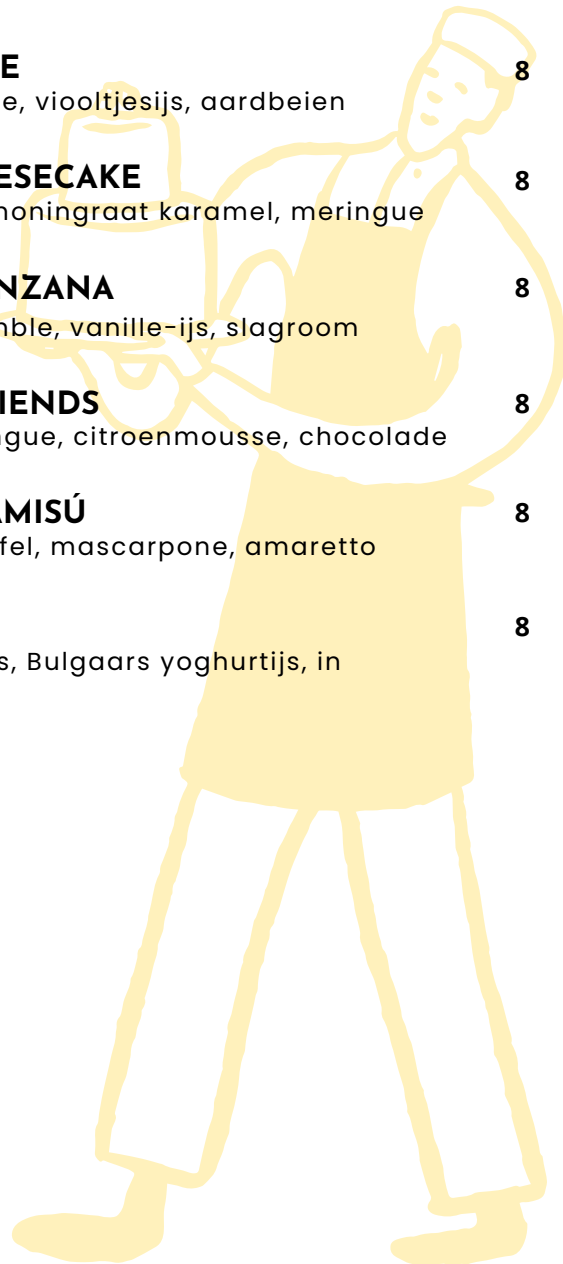 E 8
e, viooltjesijs, aardbeien
ESECAKE 8
honingraat karamel, meringue
NZANA 8
mble, vanille-ijs, slagroom
IENDS 8
ngue, citroenmousse, chocolade
AMISÚ 8
fel, mascarpone, amaretto
8
s, Bulgaars yoghurtijs, in